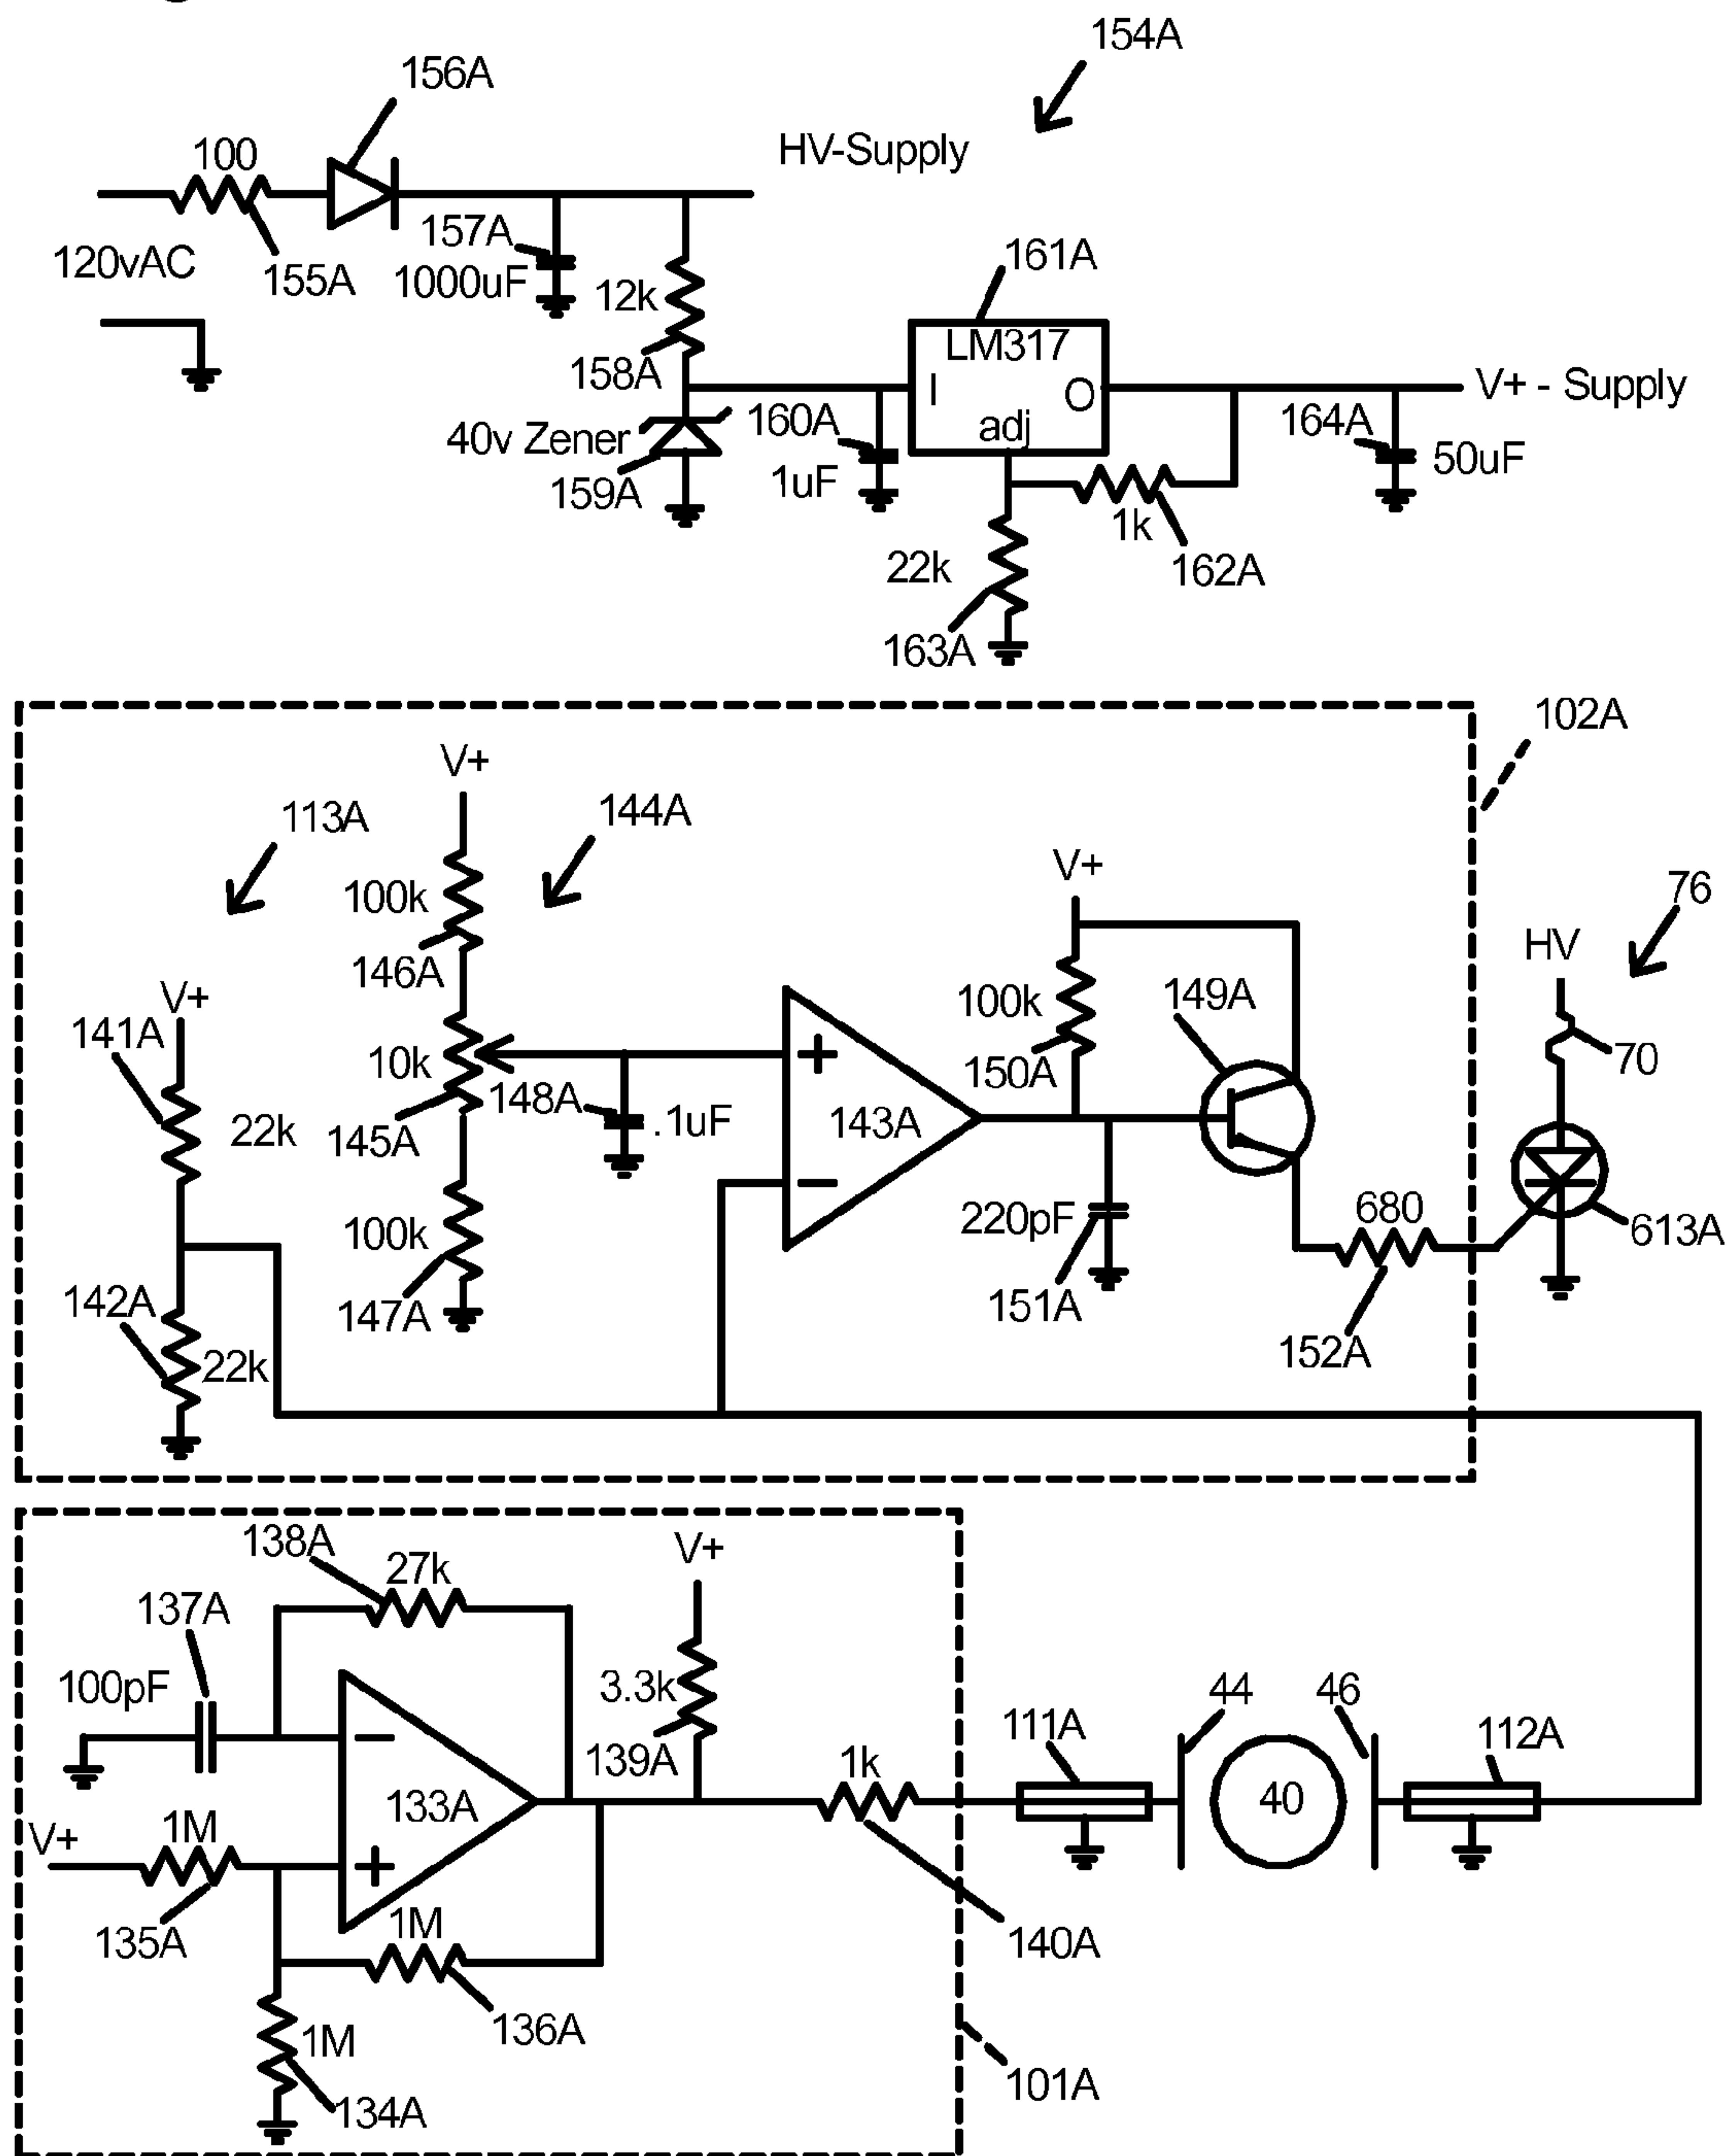 154A
156A
100
HV-Supply
120vAC
155A
157A
1000uF
12k
158A
161A
LM317
I
O
adj
V+ - Supply
40v Zener
159A
160A
1uF
164A
50uF
1k
162A
22k
163A
102A
V+
113A
144A
100k
146A
V+
76
HV
V+
141A
22k
10k
145A
148A
.1uF
+
143A
−
100k
150A
149A
70
142A
22k
100k
147A
220pF
151A
680
152A
613A
138A
27k
V+
137A
100pF
−
133A
+
3.3k
139A
1k
140A
111A
44
40
46
112A
V+
1M
135A
1M
136A
1M
134A
101A